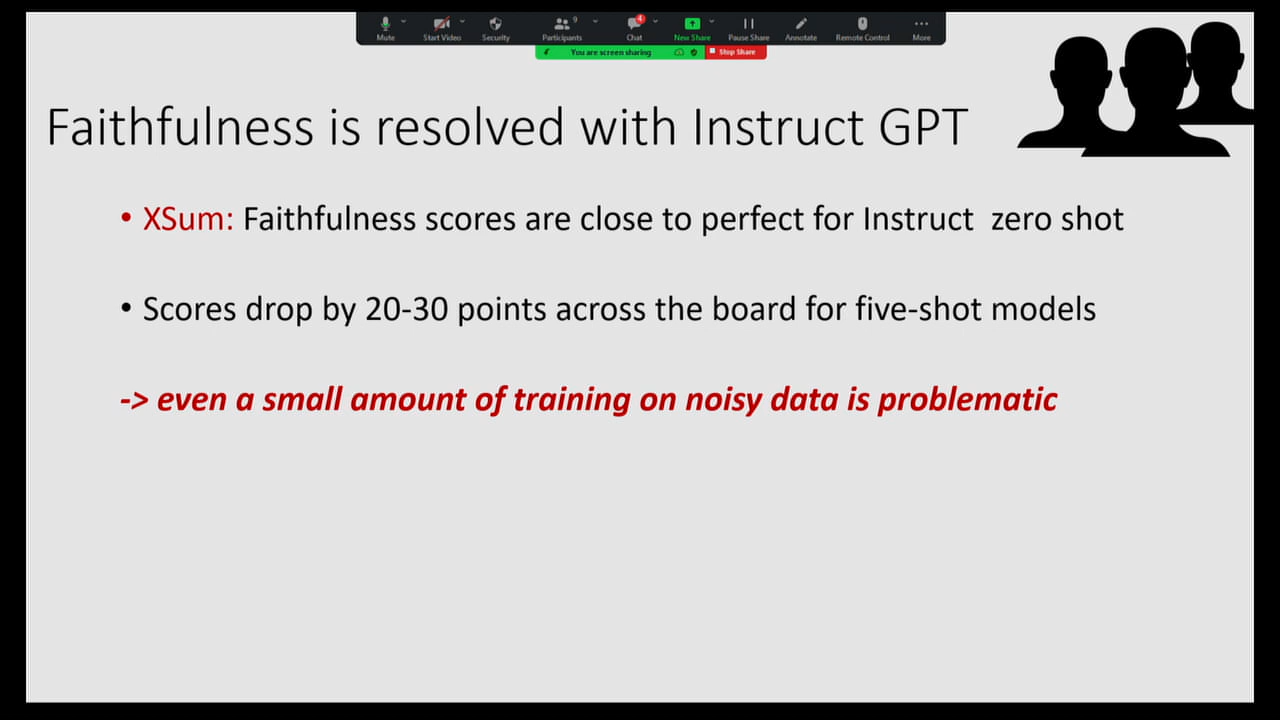 9
4
Mute
Start Video
Security
Participants
Chat
New Share
Pause Share
Annotate
Remote Control
More
You are screen sharing
Stop Share
Faithfulness is resolved with Instruct GPT
• XSum: Faithfulness scores are close to perfect for Instruct  zero shot
• Scores drop by 20-30 points across the board for five-shot models
-> even a small amount of training on noisy data is problematic